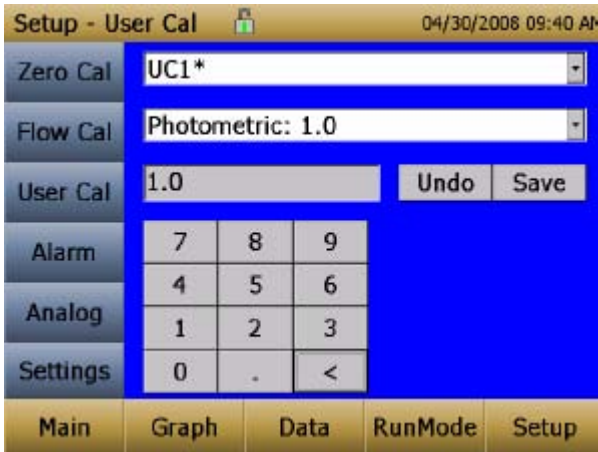 Setup - User Cal 04/30/2008 09:40 AM
Zero Cal
UC1*
Flow Cal
Photometric: 1.0
User Cal
1.0
Undo
Save
Alarm
7 8 9
4 5 6
Analog
1 2 3
Settings
0 . <
Main Graph Data RunMode Setup